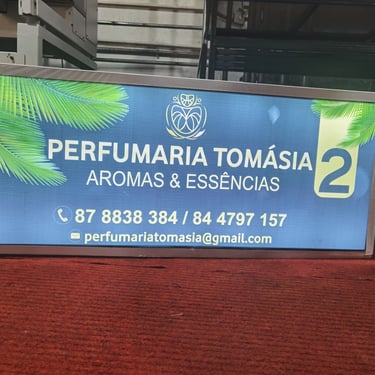 PERFUMARIA TOMÁSIA 2
AROMAS & ESSÊNCIAS
87 8838 384 / 84 4797 157
perfumariatomasia@gmail.com